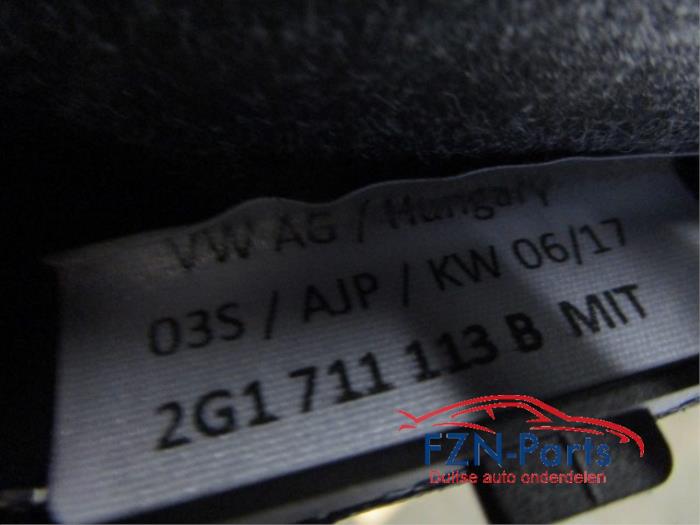 VW AG / Hungary
03S / AJP / KW 06/17
2G1 711 113 B MIT
FZN-Parts
Duitse auto onderdelen